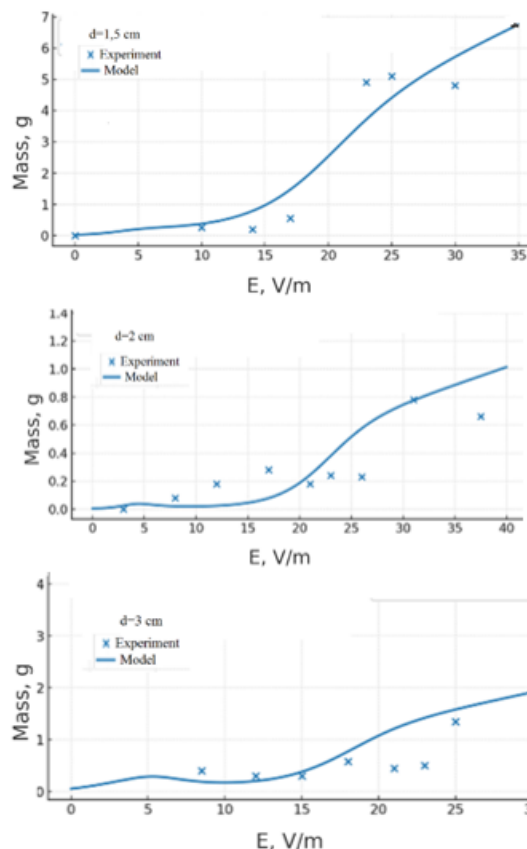 d=1,5 cm
Experiment
Model
Mass, g
7
6
5
4
3
2
1
0
0 5 10 15 20 25 30 35
E, V/m
d=2 cm
Experiment
Model
Mass, g
1.4
1.2
1.0
0.8
0.6
0.4
0.2
0.0
0 5 10 15 20 25 30 35 40
E, V/m
d=3 cm
Experiment
Model
Mass, g
4
3
2
1
0
0 5 10 15 20 25 30
E, V/m